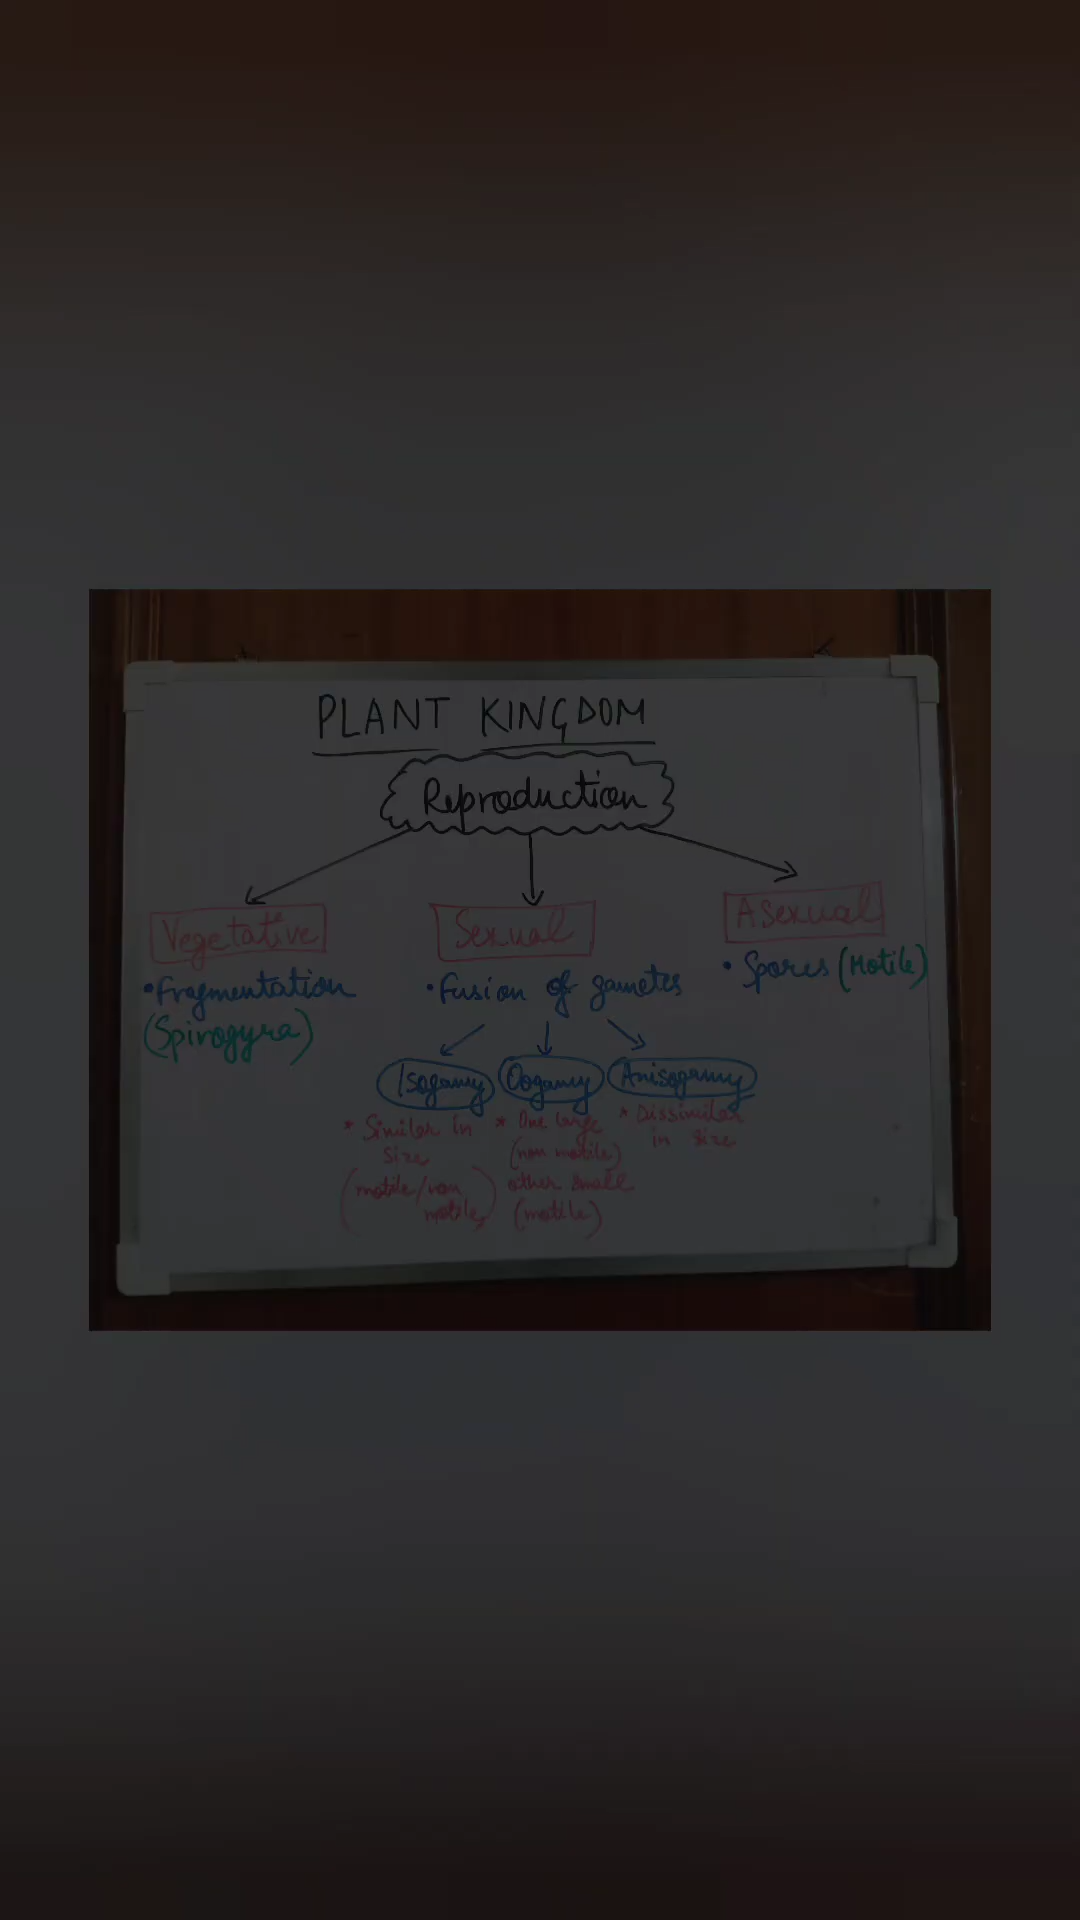 PLANT KINGDOM
Reproduction
Vegetative
• Fragmentation
(Spirogyra)
Sexual
• Fusion of gametes
Isogamy
* Similar in
size
(motile/non
motile)
Oogamy
* One large
(non motile)
other small
(motile)
Anisogamy
* Dissimilar
in size
Asexual
• Spores (Motile)